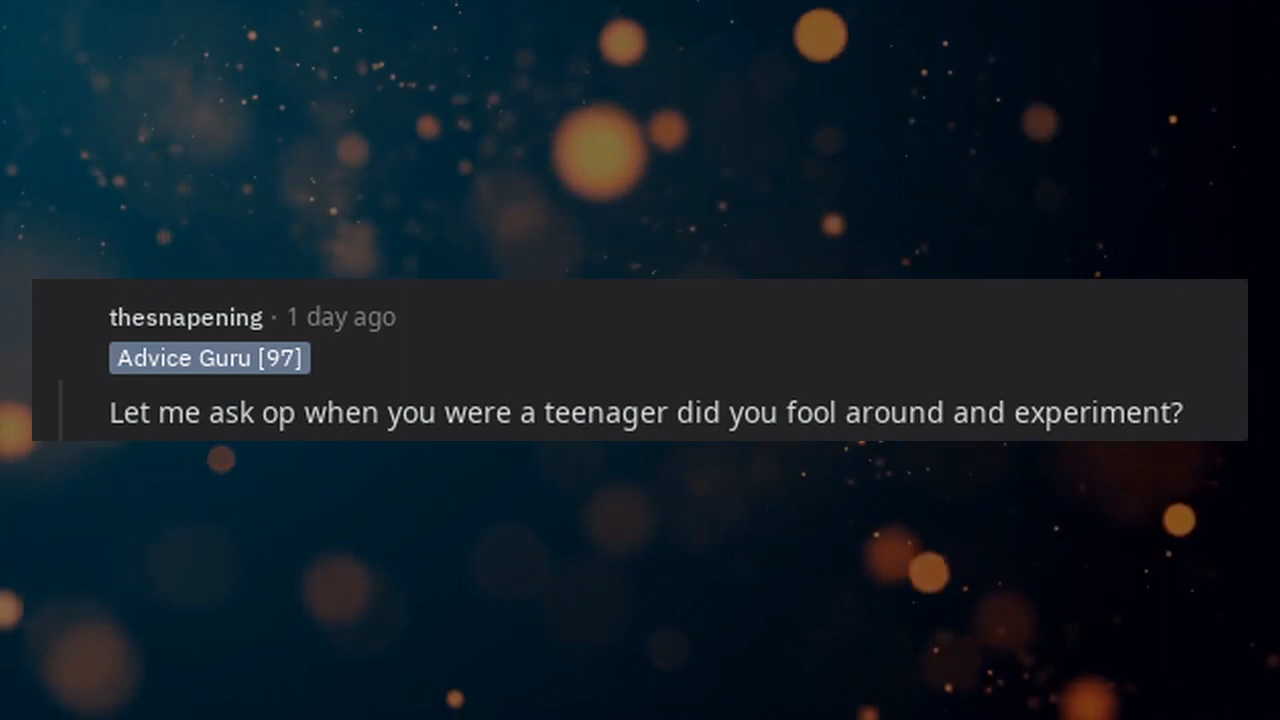 thesnapening · 1 day ago
Advice Guru [97]
Let me ask op when you were a teenager did you fool around and experiment?